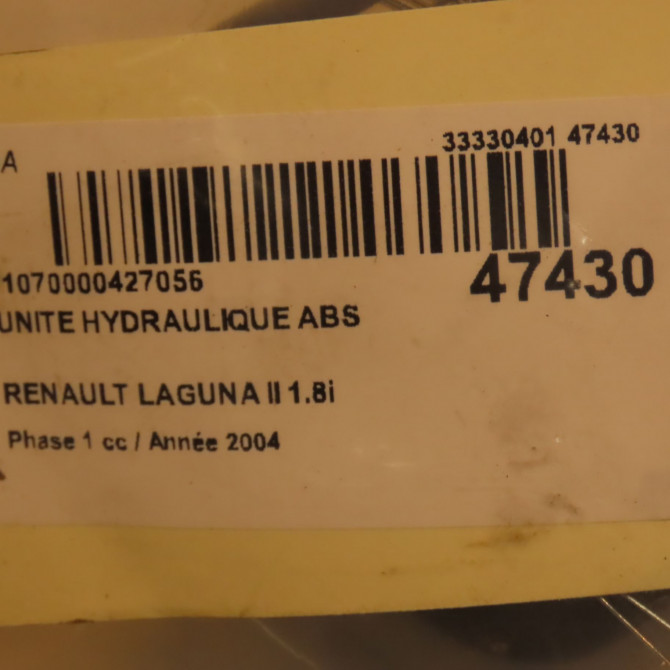 A
33330401 47430
1070000427056
47430
UNITE HYDRAULIQUE ABS
RENAULT LAGUNA II 1.8i
Phase 1 cc / Année 2004